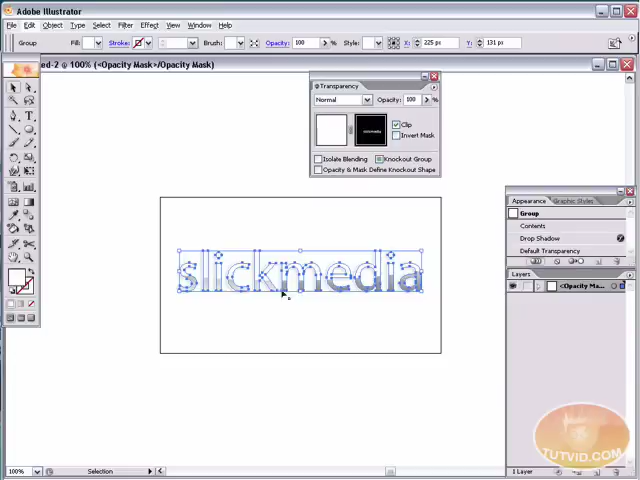 Adobe Illustrator
File Edit Object Type Select Filter Effect View Window Help
Group Fill: Stroke: Brush: Opacity: 100 % Style: X: 225 px Y: 131 px
ed-2 @ 100% (<Opacity Mask>/Opacity Mask)
Transparency
Normal Opacity: 100 %
Clip
Invert Mask
slickmedia
Isolate Blending Knockout Group
Opacity & Mask Define Knockout Shape
Appearance Graphic Styles
Group
Contents
Drop Shadow
Default Transparency
Layers
<Opacity Ma...
slickmedia
TUTVID.COM
100% Selection 1 Layer